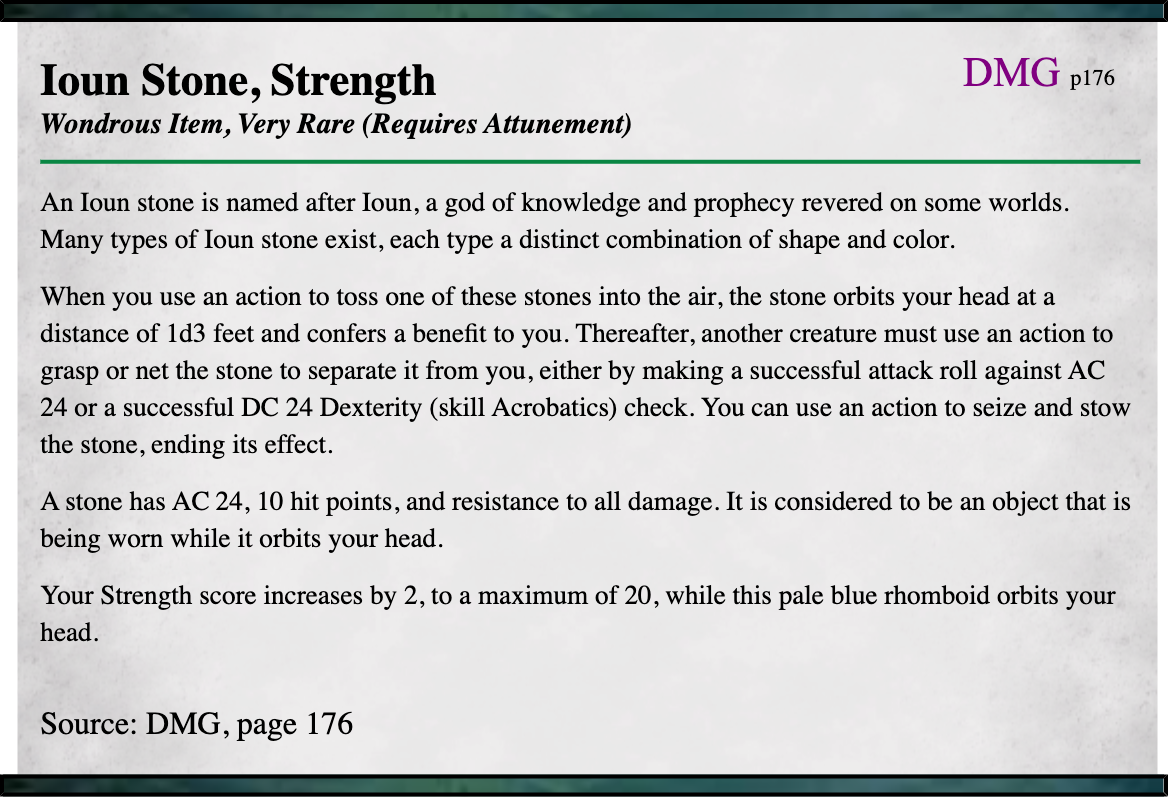 Ioun Stone, Strength
DMG p176
Wondrous Item, Very Rare (Requires Attunement)
An Ioun stone is named after Ioun, a god of knowledge and prophecy revered on some worlds.
Many types of Ioun stone exist, each type a distinct combination of shape and color.
When you use an action to toss one of these stones into the air, the stone orbits your head at a
distance of 1d3 feet and confers a benefit to you. Thereafter, another creature must use an action to
grasp or net the stone to separate it from you, either by making a successful attack roll against AC
24 or a successful DC 24 Dexterity (skill Acrobatics) check. You can use an action to seize and stow
the stone, ending its effect.
A stone has AC 24, 10 hit points, and resistance to all damage. It is considered to be an object that is
being worn while it orbits your head.
Your Strength score increases by 2, to a maximum of 20, while this pale blue rhomboid orbits your
head.
Source: DMG, page 176